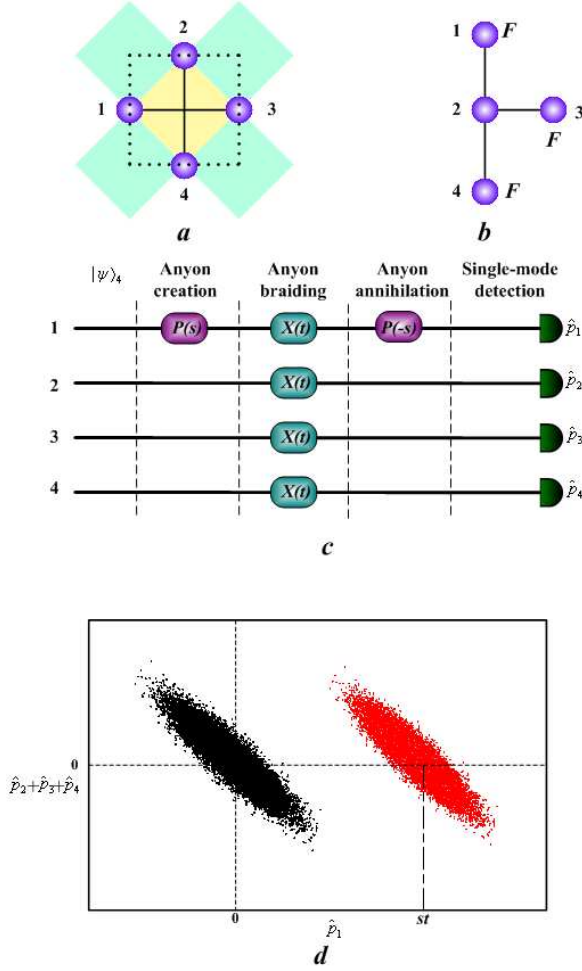 2
1
3
4
a
1
F
2
3
F
4
F
b
|ψ⟩₄
Anyon creation
Anyon braiding
Anyon annihilation
Single-mode detection
1
P(s)
X(t)
P(-s)
p̂₁
2
X(t)
p̂₂
3
X(t)
p̂₃
4
X(t)
p̂₄
c
0
p̂₂+p̂₃+p̂₄
0
st
p̂₁
d